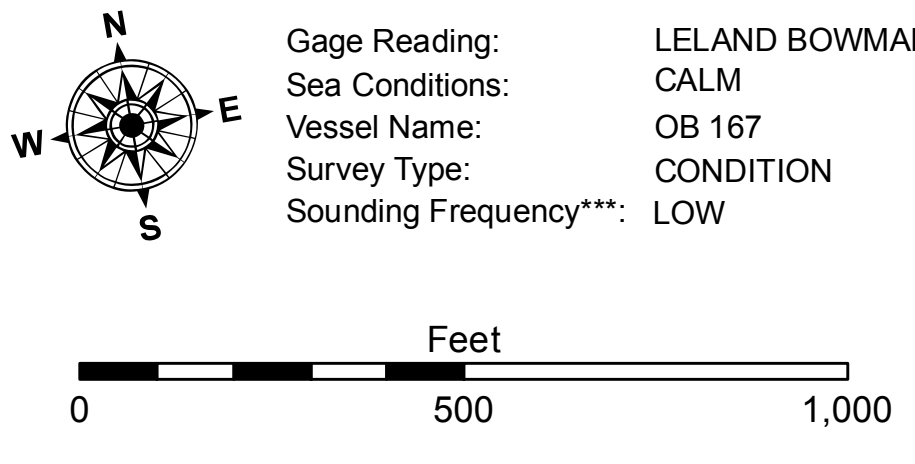 N
W E
S
Gage Reading: LELAND BOWMA
Sea Conditions: CALM
Vessel Name: OB 167
Survey Type: CONDITION
Sounding Frequency***: LOW
Feet
0 500 1,000